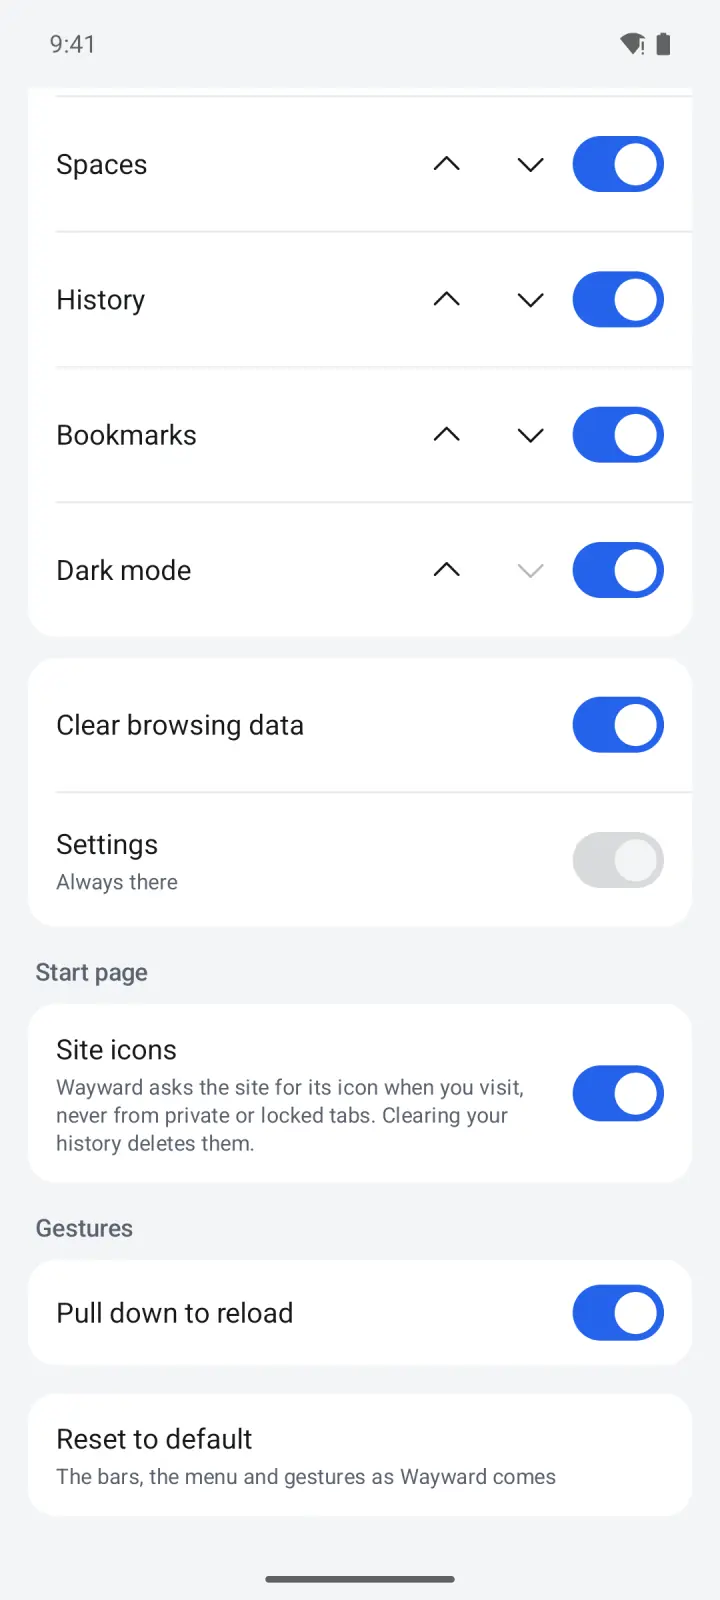 9:41
Spaces
History
Bookmarks
Dark mode
Clear browsing data
Settings
Always there
Start page
Site icons
Wayward asks the site for its icon when you visit,
never from private or locked tabs. Clearing your
history deletes them.
Gestures
Pull down to reload
Reset to default
The bars, the menu and gestures as Wayward comes